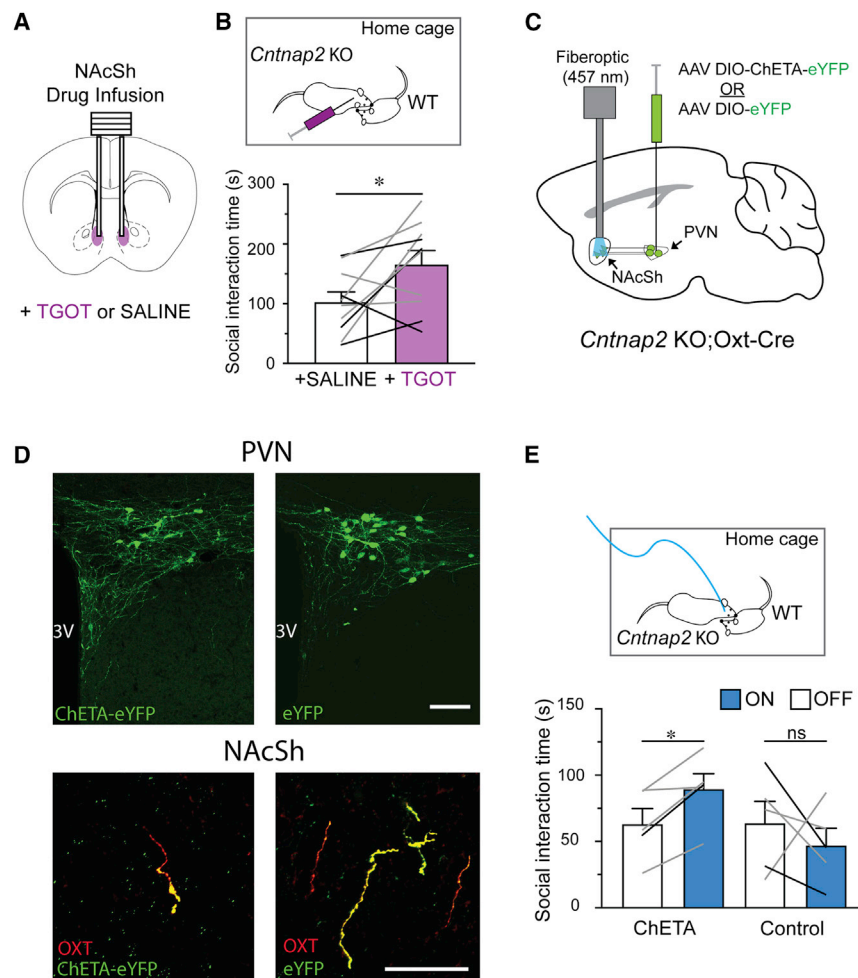 A
NAcSh
Drug Infusion
+ TGOT or SALINE
B
Home cage
Cntnap2 KO
WT
*
Social interaction time (s)
300
200
100
0
+SALINE + TGOT
C
Fiberoptic
(457 nm)
AAV DIO-ChETA-eYFP
OR
AAV DIO-eYFP
PVN
NAcSh
Cntnap2 KO;Oxt-Cre
D
PVN
3V
ChETA-eYFP
3V
eYFP
NAcSh
OXT
ChETA-eYFP
OXT
eYFP
E
Home cage
WT
Cntnap2 KO
ON OFF
Social interaction time (s)
150
100
50
0
*
ns
ChETA Control